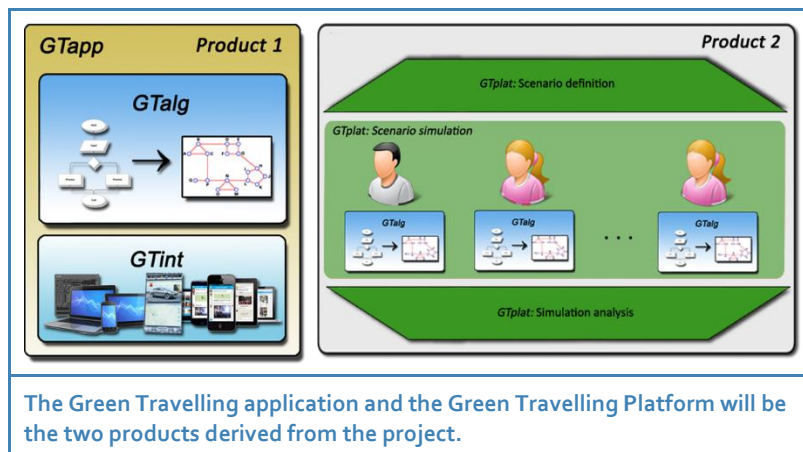 GTapp Product 1
GTalg
GTint
Product 2
GTplat: Scenario definition
GTplat: Scenario simulation
GTalg
GTalg
. . .
GTalg
GTplat: Simulation analysis
The Green Travelling application and the Green Travelling Platform will be
the two products derived from the project.